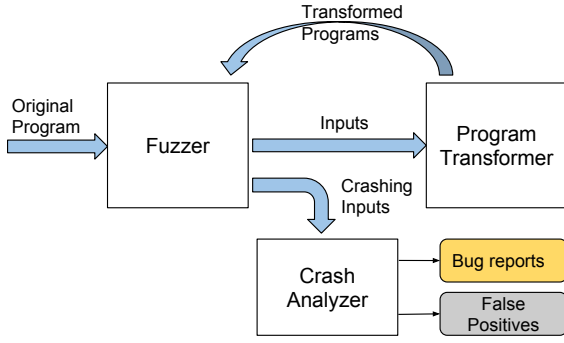 Transformed
Programs
Original
Program
Fuzzer
Inputs
Program
Transformer
Crashing
Inputs
Crash
Analyzer
Bug reports
False
Positives